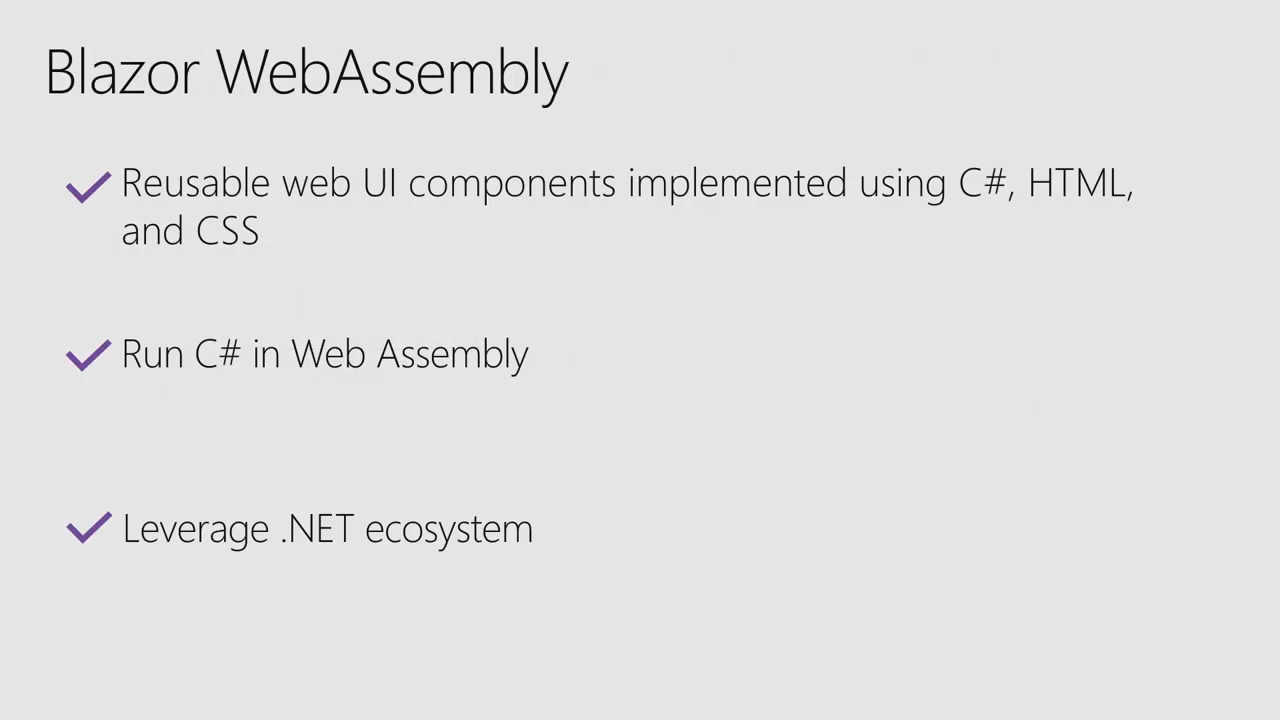 Blazor WebAssembly
Reusable web UI components implemented using C#, HTML,
and CSS
Run C# in Web Assembly
Leverage .NET ecosystem